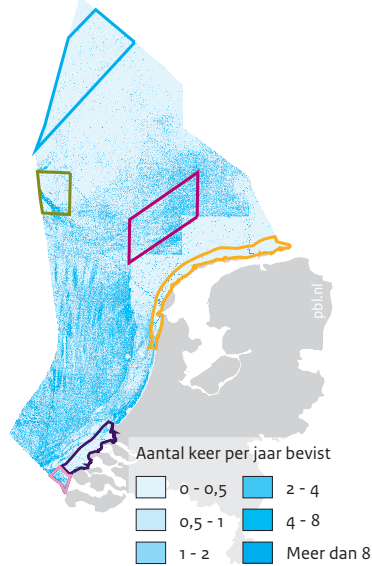 pbl.nl
Aantal keer per jaar bevist
0 - 0,5
2 - 4
0,5 - 1
4 - 8
1 - 2
Meer dan 8